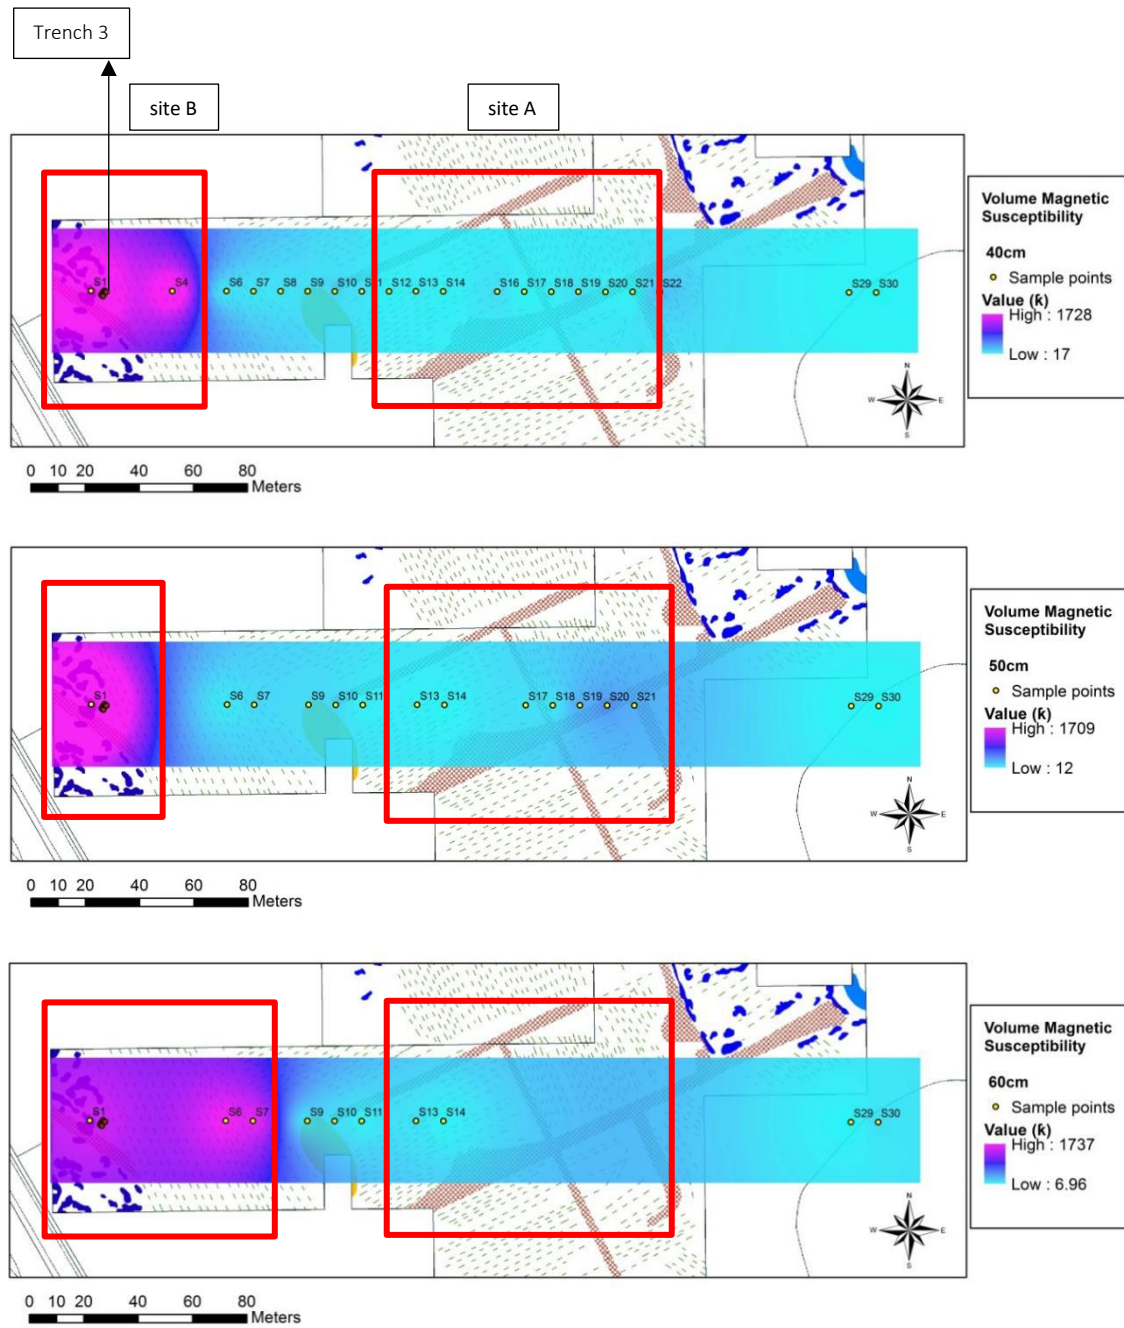 Trench 3
site B
site A
S1
S4
S6
S7
S8
S9
S10
S11
S12
S13
S14
S16
S17
S18
S19
S20
S21
S22
S29
S30
Volume Magnetic
Susceptibility
40cm
Sample points
Value (ƙ)
High : 1728
Low : 17
N
W
E
S
0 10 20 40 60 80
Meters
S1
S6
S7
S9
S10
S11
S13
S14
S17
S18
S19
S20
S21
S29
S30
Volume Magnetic
Susceptibility
50cm
Sample points
Value (ƙ)
High : 1709
Low : 12
N
W
E
S
0 10 20 40 60 80
Meters
S1
S6
S7
S9
S10
S11
S13
S14
S29
S30
Volume Magnetic
Susceptibility
60cm
Sample points
Value (ƙ)
High : 1737
Low : 6.96
N
W
E
S
0 10 20 40 60 80
Meters